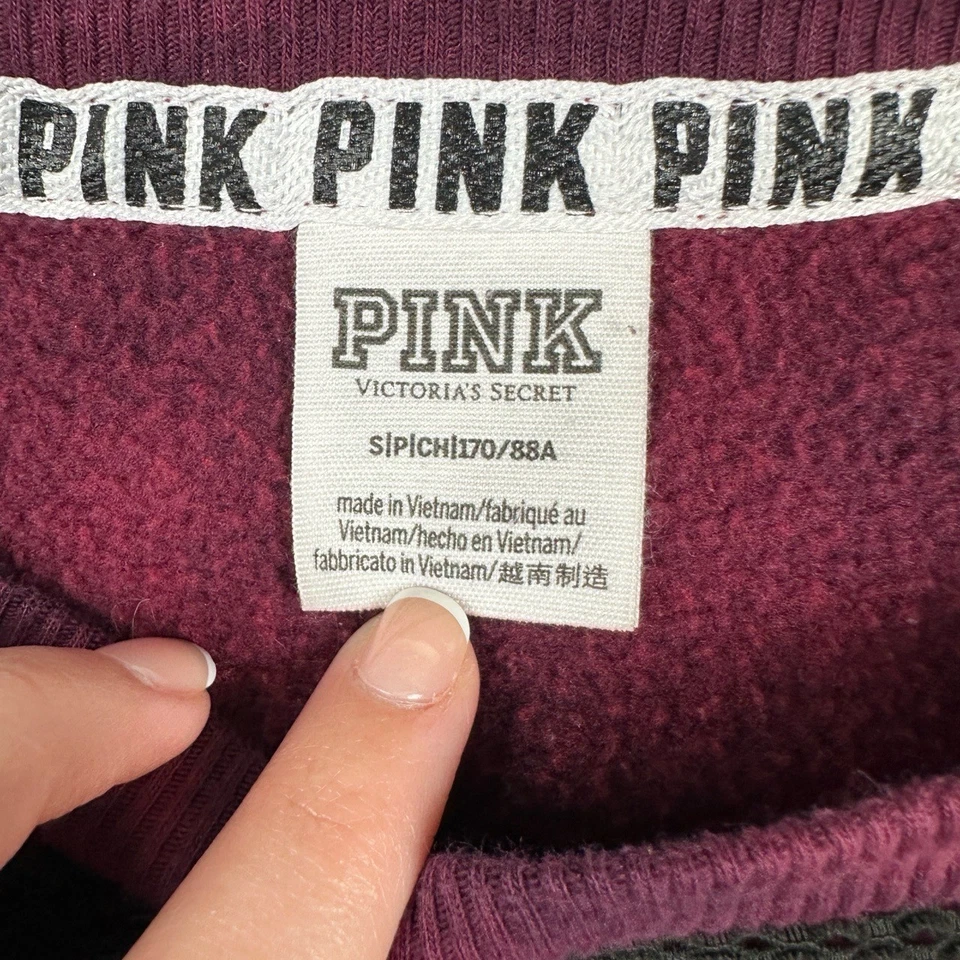 PINK PINK PINK
PINK
VICTORIA'S SECRET
S|P|CH|170/88A
made in Vietnam/fabriqué au
Vietnam/hecho en Vietnam/
fabbricato in Vietnam/越南制造